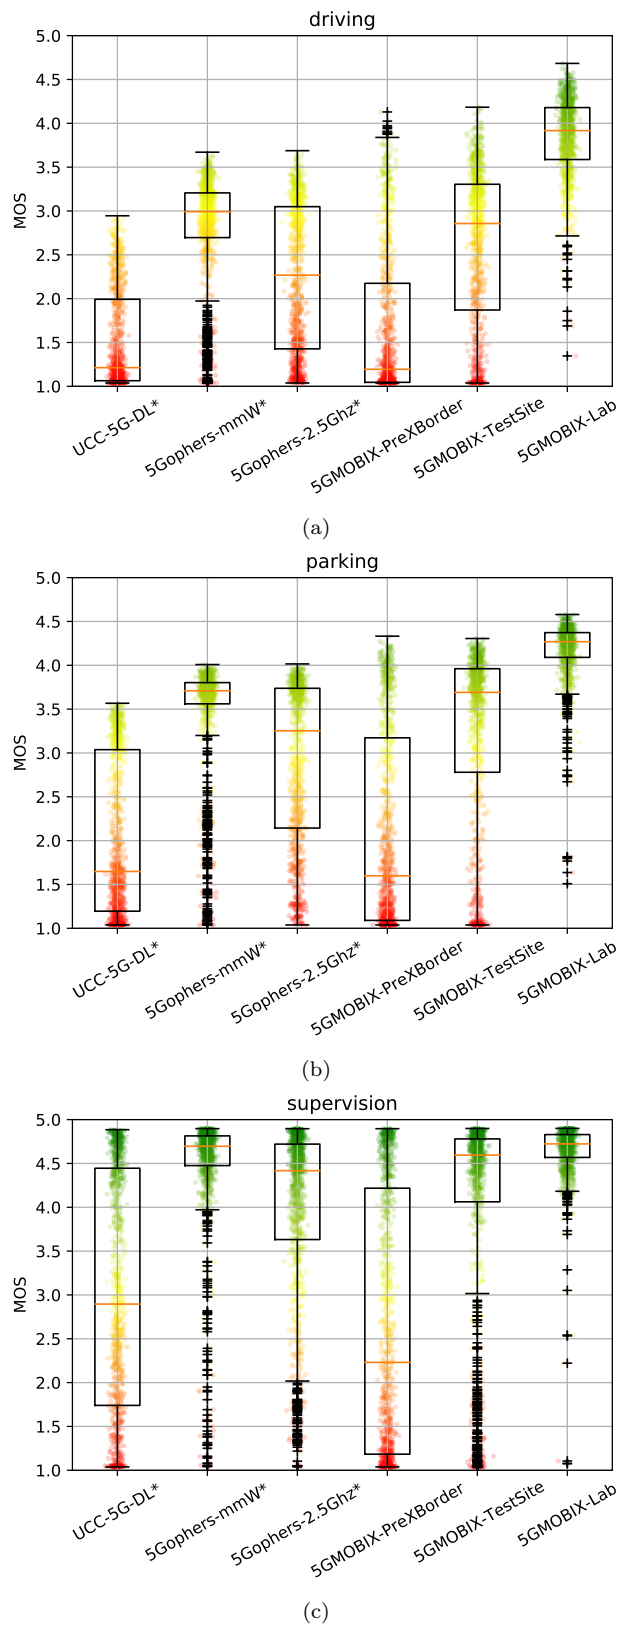 driving
5.0
4.5
4.0
3.5
3.0
2.5
2.0
1.5
1.0
MOS
UCC-5G-DL*
5Gophers-mmW*
5Gophers-2.5Ghz*
5GMOBIX-PreXBorder
5GMOBIX-TestSite
5GMOBIX-Lab
(a)
parking
5.0
4.5
4.0
3.5
3.0
2.5
2.0
1.5
1.0
MOS
UCC-5G-DL*
5Gophers-mmW*
5Gophers-2.5Ghz*
5GMOBIX-PreXBorder
5GMOBIX-TestSite
5GMOBIX-Lab
(b)
supervision
5.0
4.5
4.0
3.5
3.0
2.5
2.0
1.5
1.0
MOS
UCC-5G-DL*
5Gophers-mmW*
5Gophers-2.5Ghz*
5GMOBIX-PreXBorder
5GMOBIX-TestSite
5GMOBIX-Lab
(c)